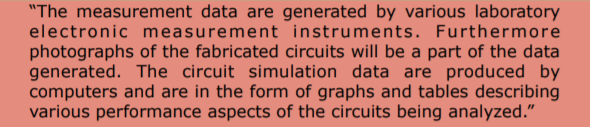 “The measurement data are generated by various laboratory
electronic measurement instruments. Furthermore
photographs of the fabricated circuits will be a part of the data
generated. The circuit simulation data are produced by
computers and are in the form of graphs and tables describing
various performance aspects of the circuits being analyzed.”